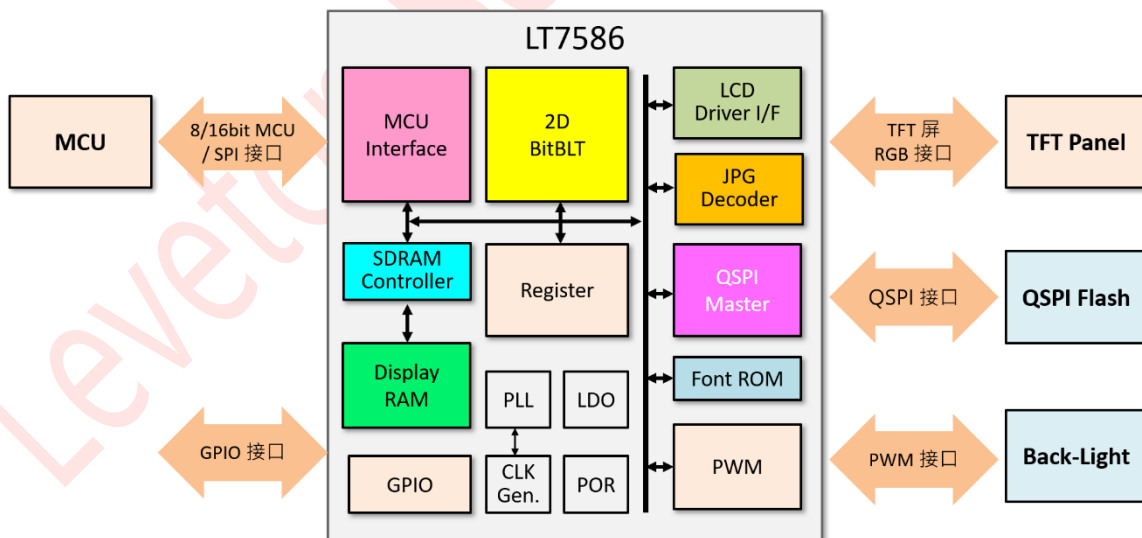 LT7586
MCU
8/16bit MCU
/ SPI 接口
MCU
Interface
2D
BitBLT
LCD
Driver I/F
TFT 屏
RGB 接口
TFT Panel
JPG
Decoder
SDRAM
Controller
Register
QSPI
Master
QSPI 接口
QSPI Flash
Display
RAM
PLL
LDO
Font ROM
GPIO 接口
GPIO
CLK
Gen.
POR
PWM
PWM 接口
Back-Light